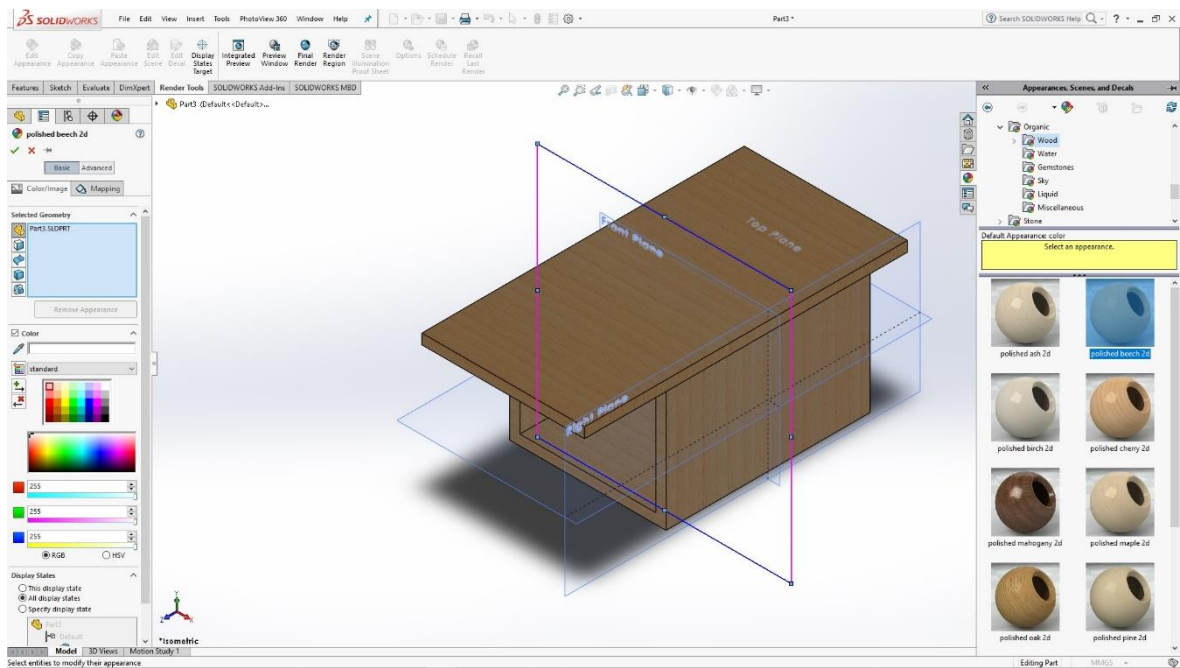 SOLIDWORKS File Edit View Insert Tools PhotoView 360 Window Help Part3 * Search SOLIDWORKS Help
Edit Appearance Copy Appearance Paste Appearance Edit Scene Edit Decal Display States Target Integrated Preview Preview Window Final Render Render Region Scene Illumination Proof Sheet Options Schedule Render Recall Last Render
Features Sketch Evaluate DimXpert Render Tools SOLIDWORKS Add-Ins SOLIDWORKS MBD
Part3 (Default<<Default>...
polished beech 2d
Basic Advanced
Color/Image Mapping
Selected Geometry
Part3.SLDPRT
Remove Appearance
Color
standard
255
255
255
RGB HSV
Display States
This display state
All display states
Specify display state
Part3
Default
Front Plane
Top Plane
Right Plane
*Isometric
Appearances, Scenes, and Decals
Organic
Wood
Water
Gemstones
Sky
Liquid
Miscellaneous
Stone
Default Appearance: color
Select an appearance.
polished ash 2d polished beech 2d
polished birch 2d polished cherry 2d
polished mahogany 2d polished maple 2d
polished oak 2d polished pine 2d
Model 3D Views Motion Study 1
Select entities to modify their appearance Editing Part MMGS